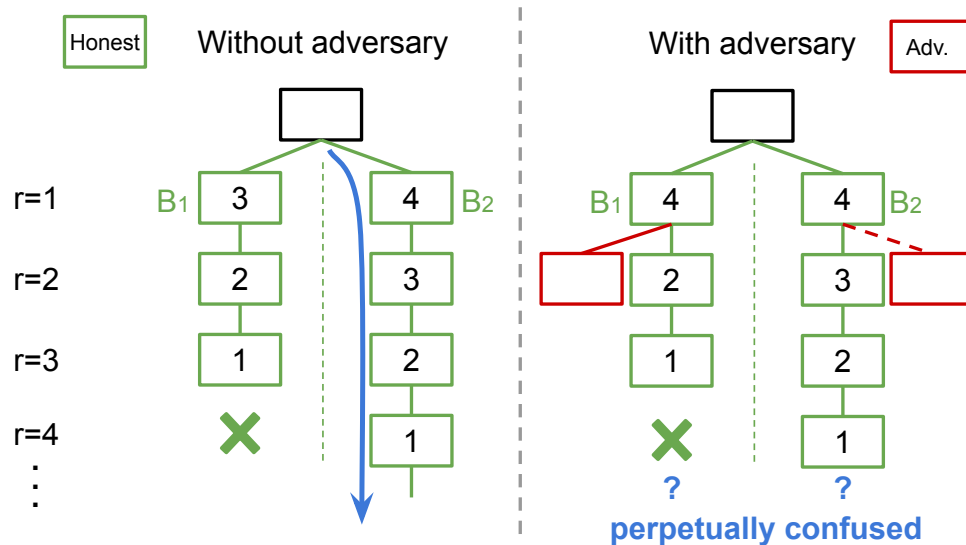 Honest
Without adversary
With adversary
Adv.
r=1
B1
3
4
B2
B1
4
4
B2
r=2
2
3
2
3
r=3
1
2
1
2
r=4
1
1
? ?
perpetually confused